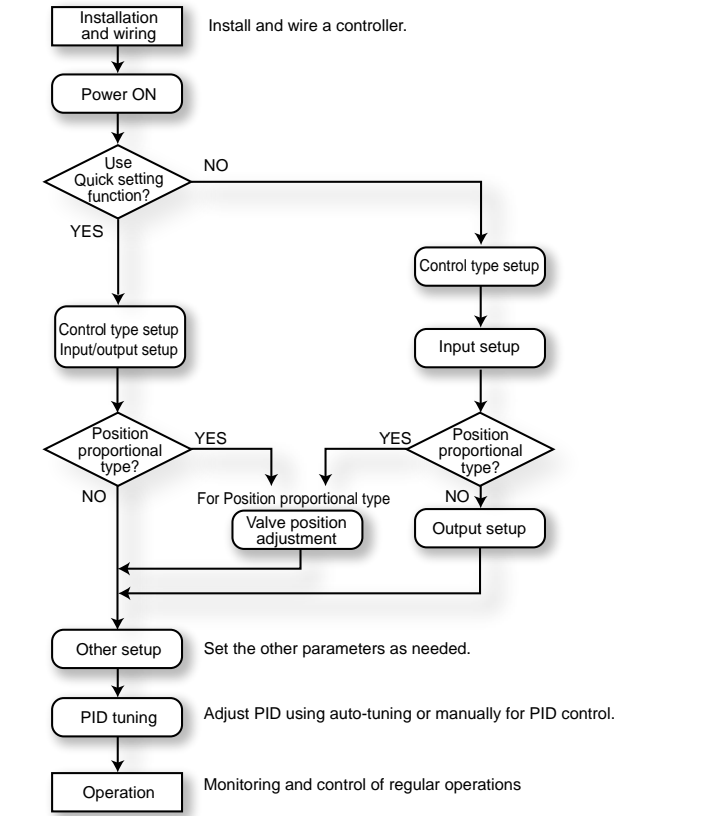 Installation
and wiring
Install and wire a controller.
Power ON
Use
Quick setting
function?
NO
YES
Control type setup
Control type setup
Input/output setup
Input setup
Position
proportional
type?
YES
NO
YES
Position
proportional
type?
NO
For Position proportional type
Valve position
adjustment
Output setup
Other setup
Set the other parameters as needed.
PID tuning
Adjust PID using auto-tuning or manually for PID control.
Operation
Monitoring and control of regular operations